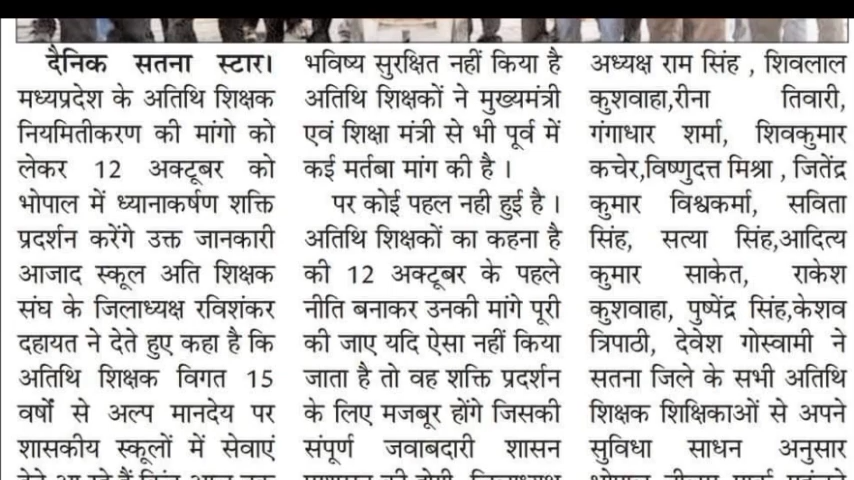 दैनिक सतना स्टार।
मध्यप्रदेश के अतिथि शिक्षक
नियमितीकरण की मांगो को
लेकर 12 अक्टूबर को
भोपाल में ध्यानाकर्षण शक्ति
प्रदर्शन करेंगे उक्त जानकारी
आजाद स्कूल अति शिक्षक
संघ के जिलाध्यक्ष रविशंकर
दहायत ने देते हुए कहा है कि
अतिथि शिक्षक विगत 15
वर्षों से अल्प मानदेय पर
शासकीय स्कूलों में सेवाएं
भविष्य सुरक्षित नहीं किया है
अतिथि शिक्षकों ने मुख्यमंत्री
एवं शिक्षा मंत्री से भी पूर्व में
कई मर्तबा मांग की है ।
पर कोई पहल नही हुई है ।
अतिथि शिक्षकों का कहना है
की 12 अक्टूबर के पहले
नीति बनाकर उनकी मांगे पूरी
की जाए यदि ऐसा नहीं किया
जाता है तो वह शक्ति प्रदर्शन
के लिए मजबूर होंगे जिसकी
संपूर्ण जवाबदारी शासन
अध्यक्ष राम सिंह , शिवलाल
कुशवाहा,रीना तिवारी,
गंगाधार शर्मा, शिवकुमार
कचेर,विष्णुदत्त मिश्रा , जितेंद्र
कुमार विश्वकर्मा, सविता
सिंह, सत्या सिंह,आदित्य
कुमार साकेत, राकेश
कुशवाहा, पुष्पेंद्र सिंह,केशव
त्रिपाठी, देवेश गोस्वामी ने
सतना जिले के सभी अतिथि
शिक्षक शिक्षिकाओं से अपने
सुविधा साधन अनुसार